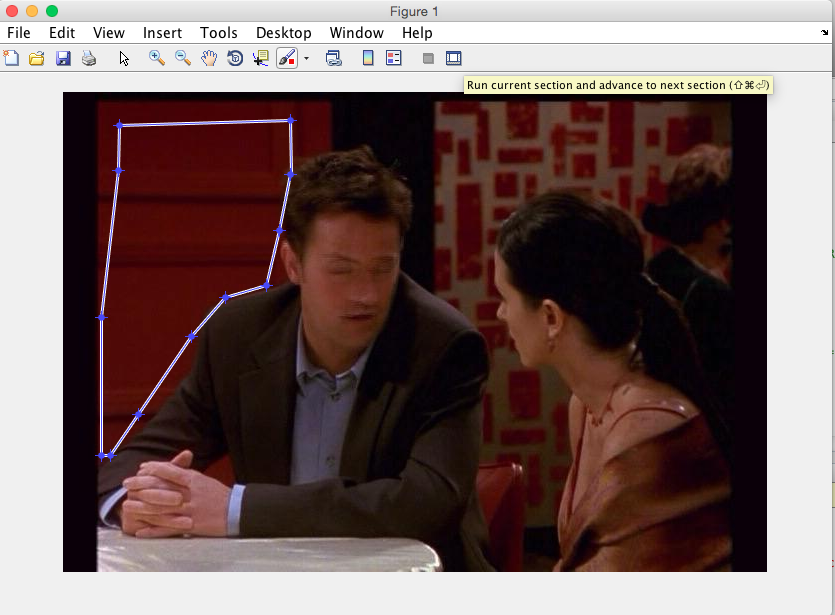 Figure 1
File Edit View Insert Tools Desktop Window Help
Run current section and advance to next section (⇧⌘⏎)